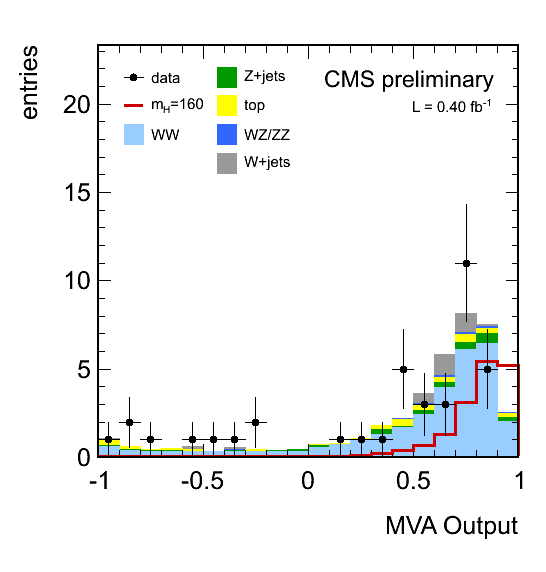 entries
CMS preliminary
L = 0.40 fb⁻¹
data
m_H=160
WW
Z+jets
top
WZ/ZZ
W+jets
20
15
10
5
0
-1
-0.5
0
0.5
1
MVA Output